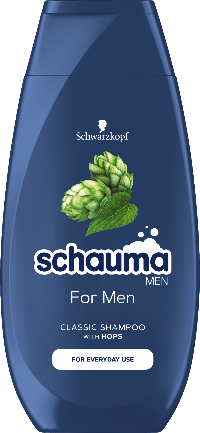 Schwarzkopf
schauma
MEN
For Men
CLASSIC SHAMPOO
WITH HOPS
FOR EVERYDAY USE